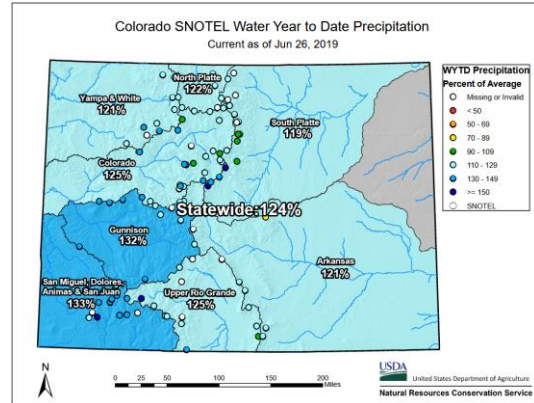 Colorado SNOTEL Water Year to Date Precipitation
Current as of Jun 26, 2019
WYTD Precipitation
Percent of Average
Missing or Invalid
< 50
50 - 69
70 - 89
90 - 109
110 - 129
130 - 149
>= 150
SNOTEL
North Platte
122%
Yampa & White
121%
South Platte
119%
Colorado
125%
Statewide:124%
Gunnison
132%
Arkansas
121%
San Miguel, Dolores,
Animas & San Juan
133%
Upper Rio Grande
125%
N
0 25 50 100 150 200
Miles
USDA
United States Department of Agriculture
Natural Resources Conservation Service